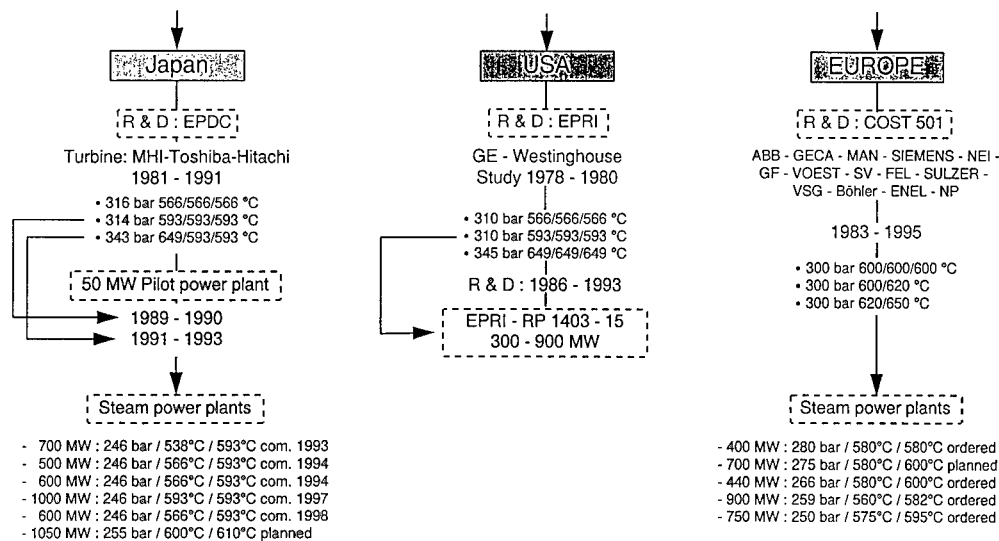 Japan
R & D : EPDC
Turbine: MHI-Toshiba-Hitachi
1981 - 1991
• 316 bar 566/566/566 °C
• 314 bar 593/593/593 °C
• 343 bar 649/593/593 °C
50 MW Pilot power plant
1989 - 1990
1991 - 1993
Steam power plants
- 700 MW : 246 bar / 538°C / 593°C com. 1993
- 500 MW : 246 bar / 566°C / 593°C com. 1994
- 600 MW : 246 bar / 566°C / 593°C com. 1994
- 1000 MW : 246 bar / 593°C / 593°C com. 1997
- 600 MW : 246 bar / 566°C / 593°C com. 1998
- 1050 MW : 255 bar / 600°C / 610°C planned
USA
R & D : EPRI
GE - Westinghouse
Study 1978 - 1980
• 310 bar 566/566/566 °C
• 310 bar 593/593/593 °C
• 345 bar 649/649/649 °C
R & D : 1986 - 1993
EPRI - RP 1403 - 15
300 - 900 MW
EUROPE
R & D : COST 501
ABB - GECA - MAN - SIEMENS - NEI -
GF - VOEST - SV - FEL - SULZER -
VSG - Böhler - ENEL - NP
1983 - 1995
• 300 bar 600/600/600 °C
• 300 bar 600/620 °C
• 300 bar 620/650 °C
Steam power plants
- 400 MW : 280 bar / 580°C / 580°C ordered
- 700 MW : 275 bar / 580°C / 600°C planned
- 440 MW : 266 bar / 580°C / 600°C ordered
- 900 MW : 259 bar / 560°C / 582°C ordered
- 750 MW : 250 bar / 575°C / 595°C ordered